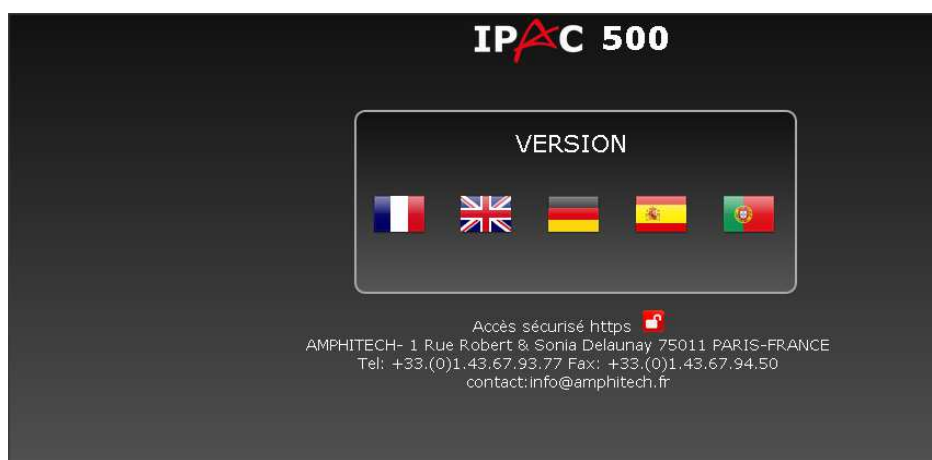 IPAC 500
VERSION
Accès sécurisé https
AMPHITECH- 1 Rue Robert & Sonia Delaunay 75011 PARIS-FRANCE
Tel: +33.(0)1.43.67.93.77 Fax: +33.(0)1.43.67.94.50
contact:info@amphitech.fr